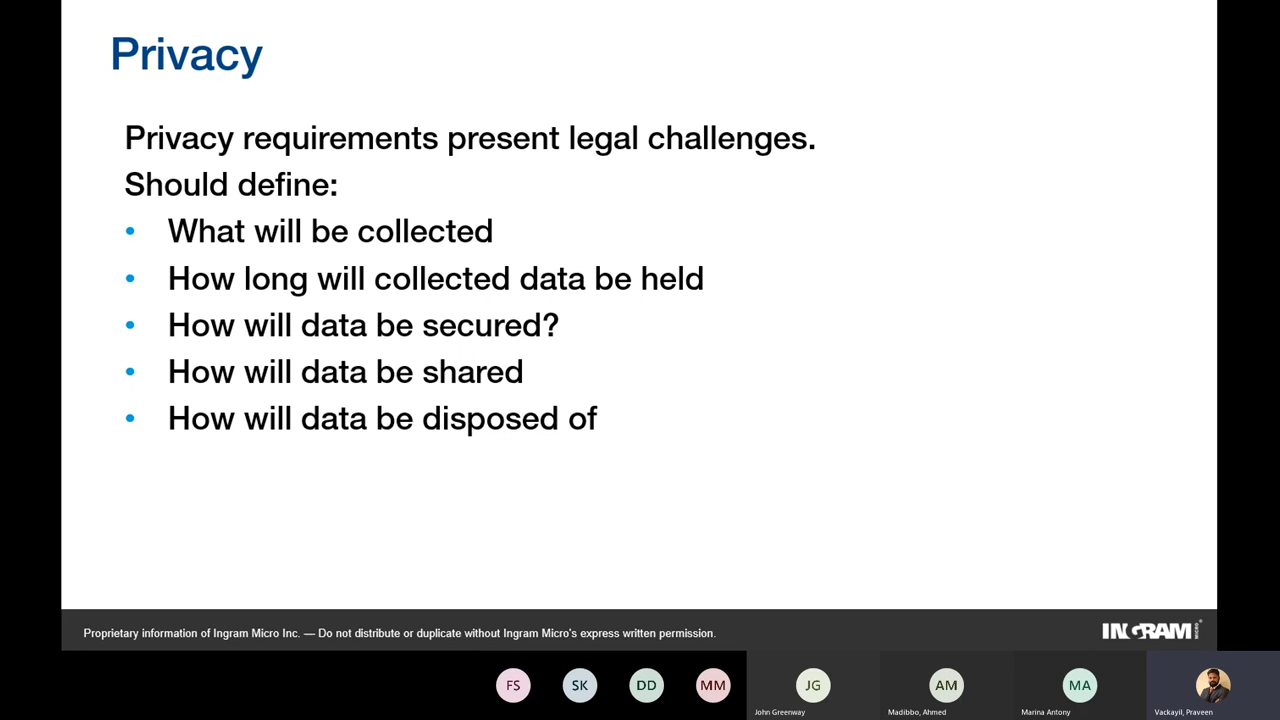 Privacy
Privacy requirements present legal challenges.
Should define:
• What will be collected
• How long will collected data be held
• How will data be secured?
• How will data be shared
• How will data be disposed of
Proprietary information of Ingram Micro Inc. — Do not distribute or duplicate without Ingram Micro's express written permission.
INGRAM MICRO®
FS SK DD MM JG AM MA
John Greenway Madibbo, Ahmed Marina Antony Vackayil, Praveen